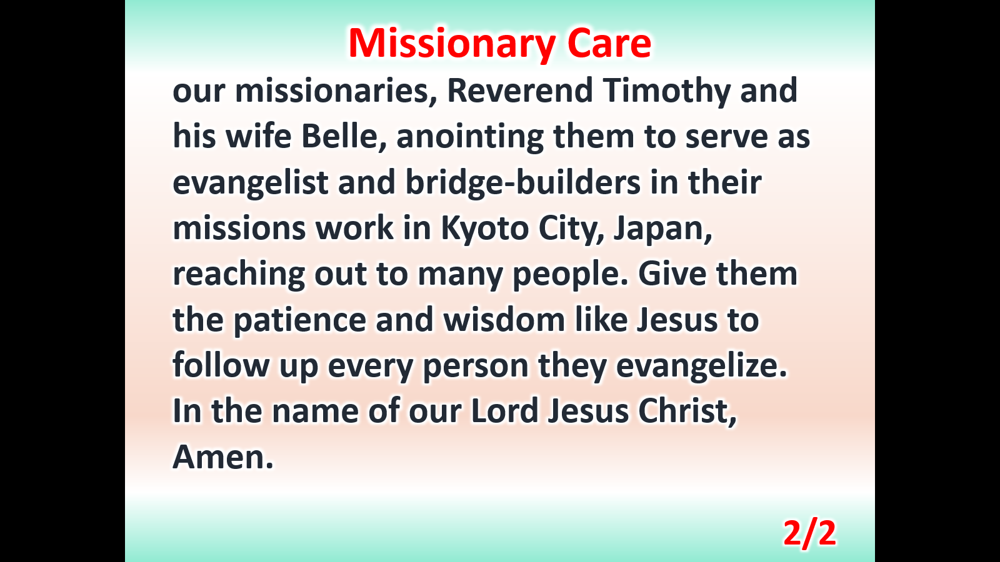 Missionary Care
our missionaries, Reverend Timothy and
his wife Belle, anointing them to serve as
evangelist and bridge-builders in their
missions work in Kyoto City, Japan,
reaching out to many people. Give them
the patience and wisdom like Jesus to
follow up every person they evangelize.
In the name of our Lord Jesus Christ,
Amen.
2/2